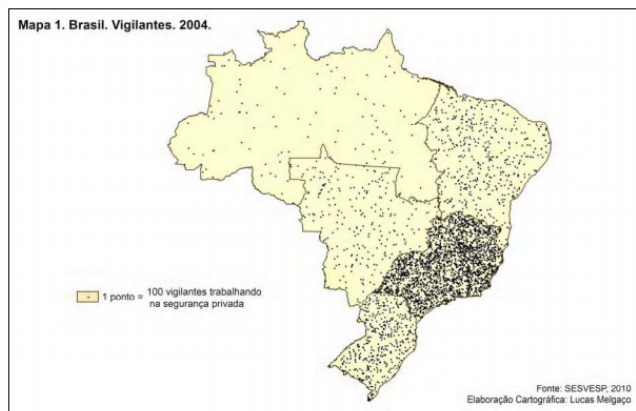 Mapa 1. Brasil. Vigilantes. 2004.
1 ponto = 100 vigilantes trabalhando
na segurança privada
Fonte: SESVESP, 2010
Elaboração Cartográfica: Lucas Melgaço